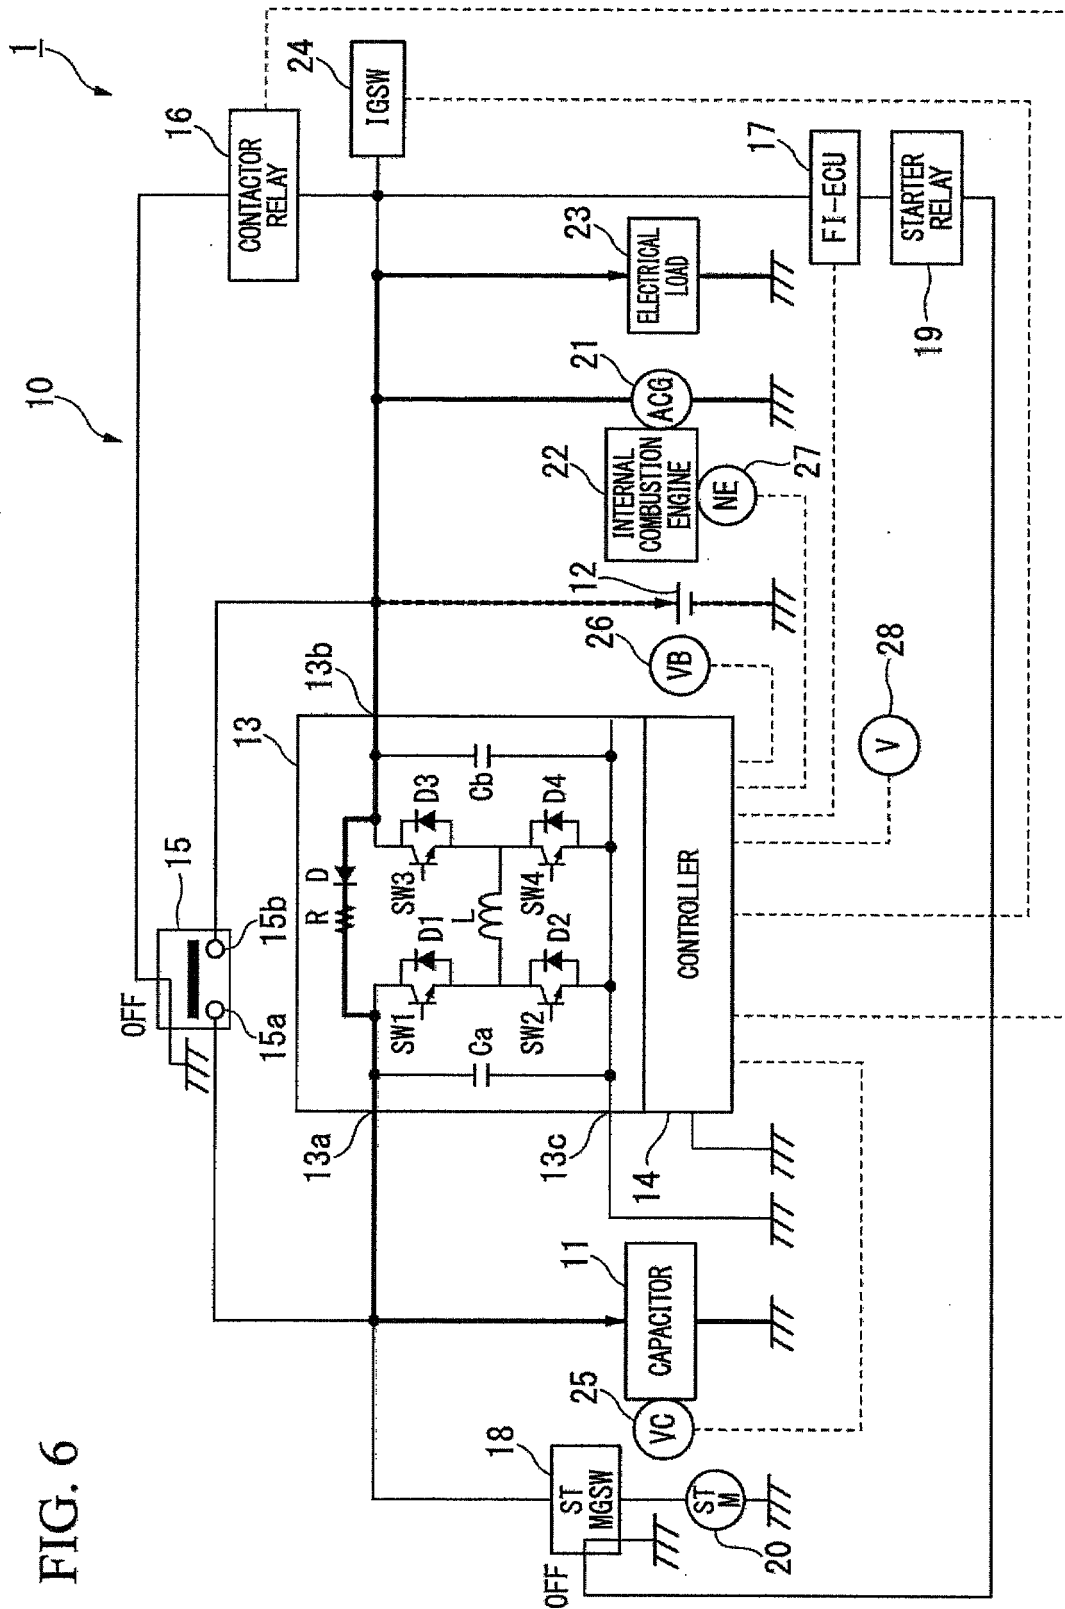 FIG. 6
1
10
16
CONTACTOR
RELAY
24
IGSW
15
OFF
15a
15b
13
13a
13b
13c
R
D
SW1
D1
SW2
D2
SW3
D3
SW4
D4
L
Ca
Cb
CONTROLLER
14
11
CAPACITOR
25
VC
18
ST
MGSW
OFF
ST
M
20
12
26
VB
22
INTERNAL
COMBUSTION
ENGINE
21
ACG
NE
27
23
ELECTRICAL
LOAD
17
FI-ECU
STARTER
RELAY
19
28
V